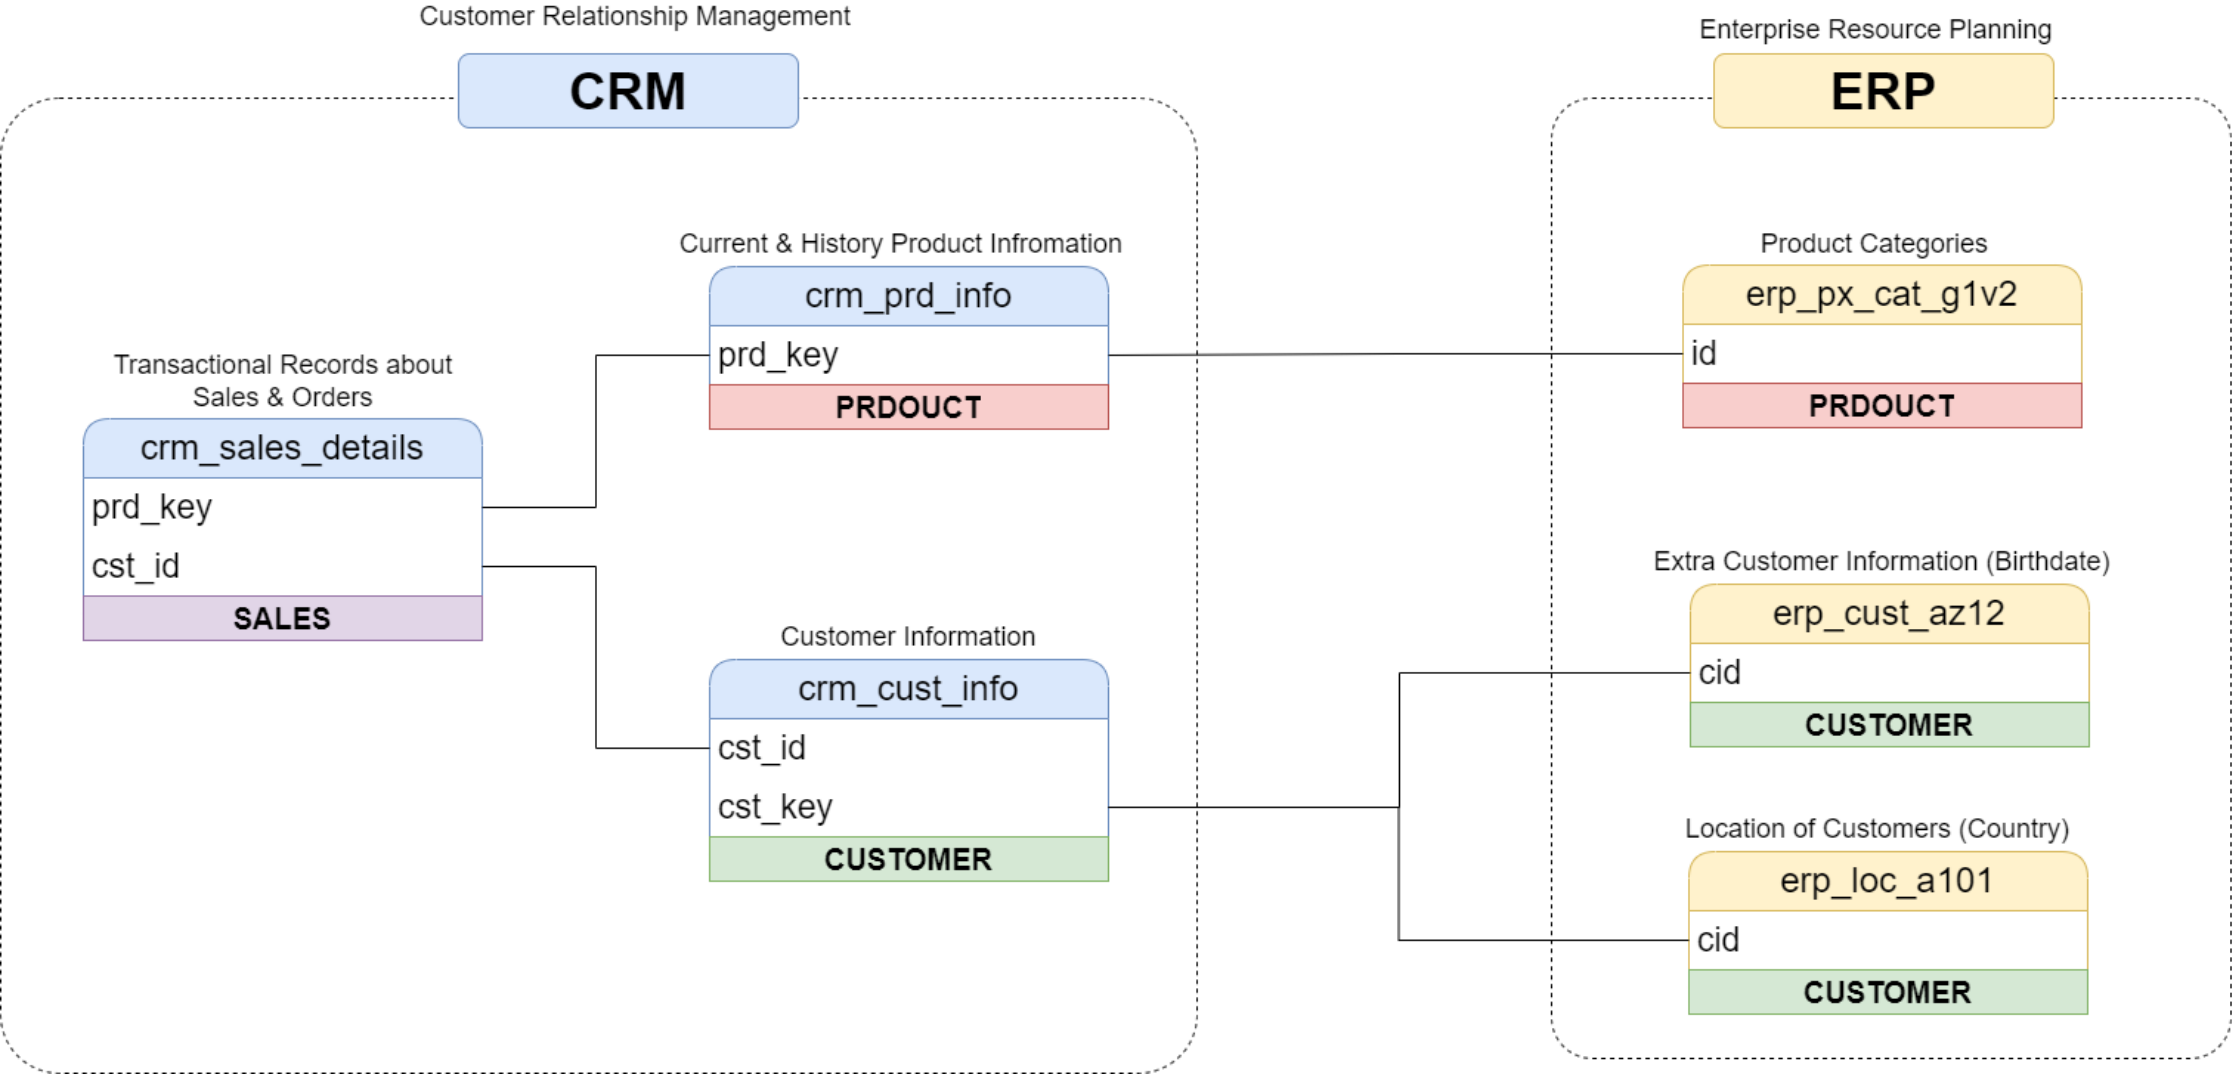 Customer Relationship Management
CRM
Enterprise Resource Planning
ERP
Transactional Records about
Sales & Orders
crm_sales_details
prd_key
cst_id
SALES
Current & History Product Infromation
crm_prd_info
prd_key
PRDOUCT
Customer Information
crm_cust_info
cst_id
cst_key
CUSTOMER
Product Categories
erp_px_cat_g1v2
id
PRDOUCT
Extra Customer Information (Birthdate)
erp_cust_az12
cid
CUSTOMER
Location of Customers (Country)
erp_loc_a101
cid
CUSTOMER